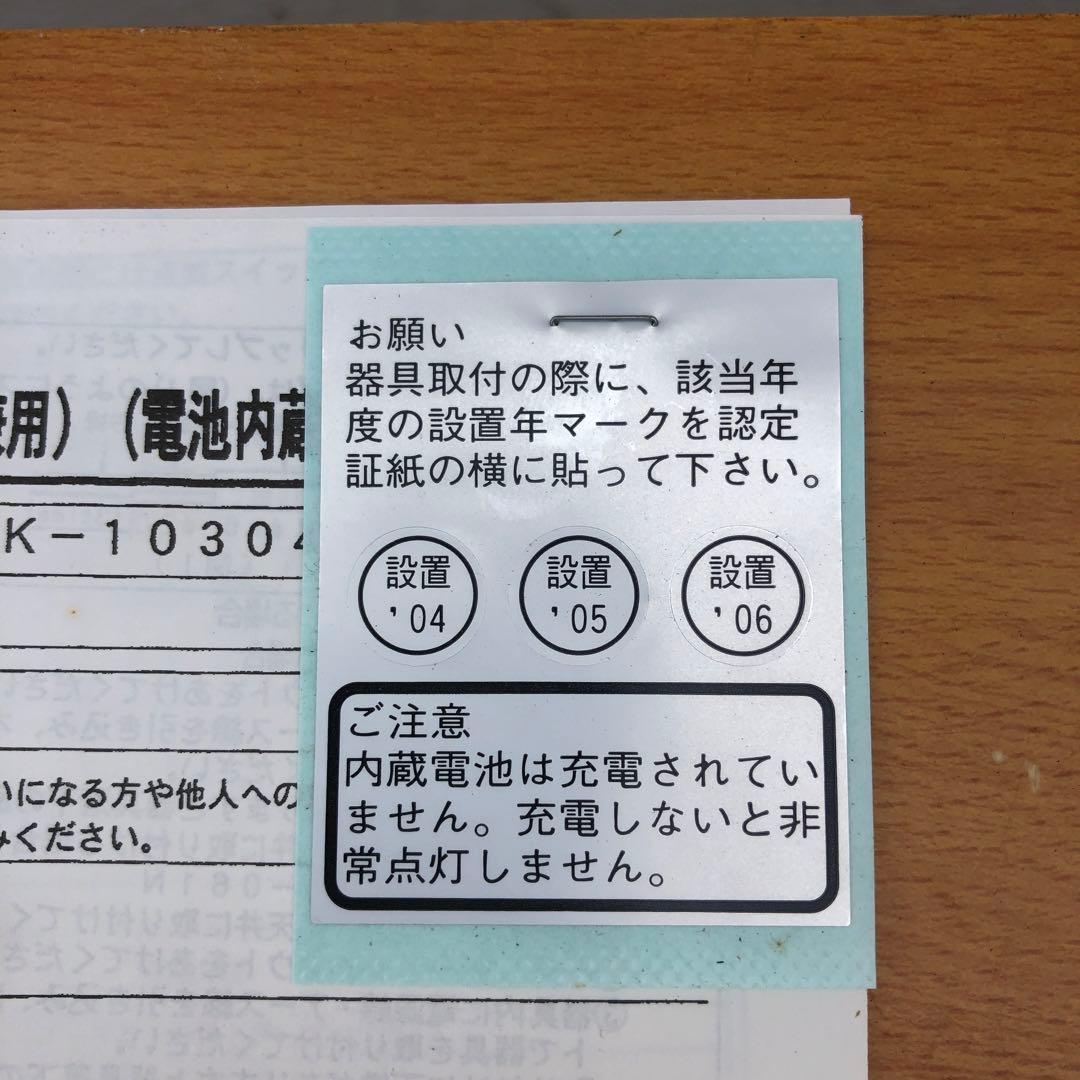 お願い
器具取付の際に、該当年
度の設置年マークを認定
証紙の横に貼って下さい。
設置
'04
設置
'05
設置
'06
ご注意
内蔵電池は充電されてい
ません。充電しないと非
常点灯しません。
用）（電池内蔵
K－10304
いになる方や他人への
みください。